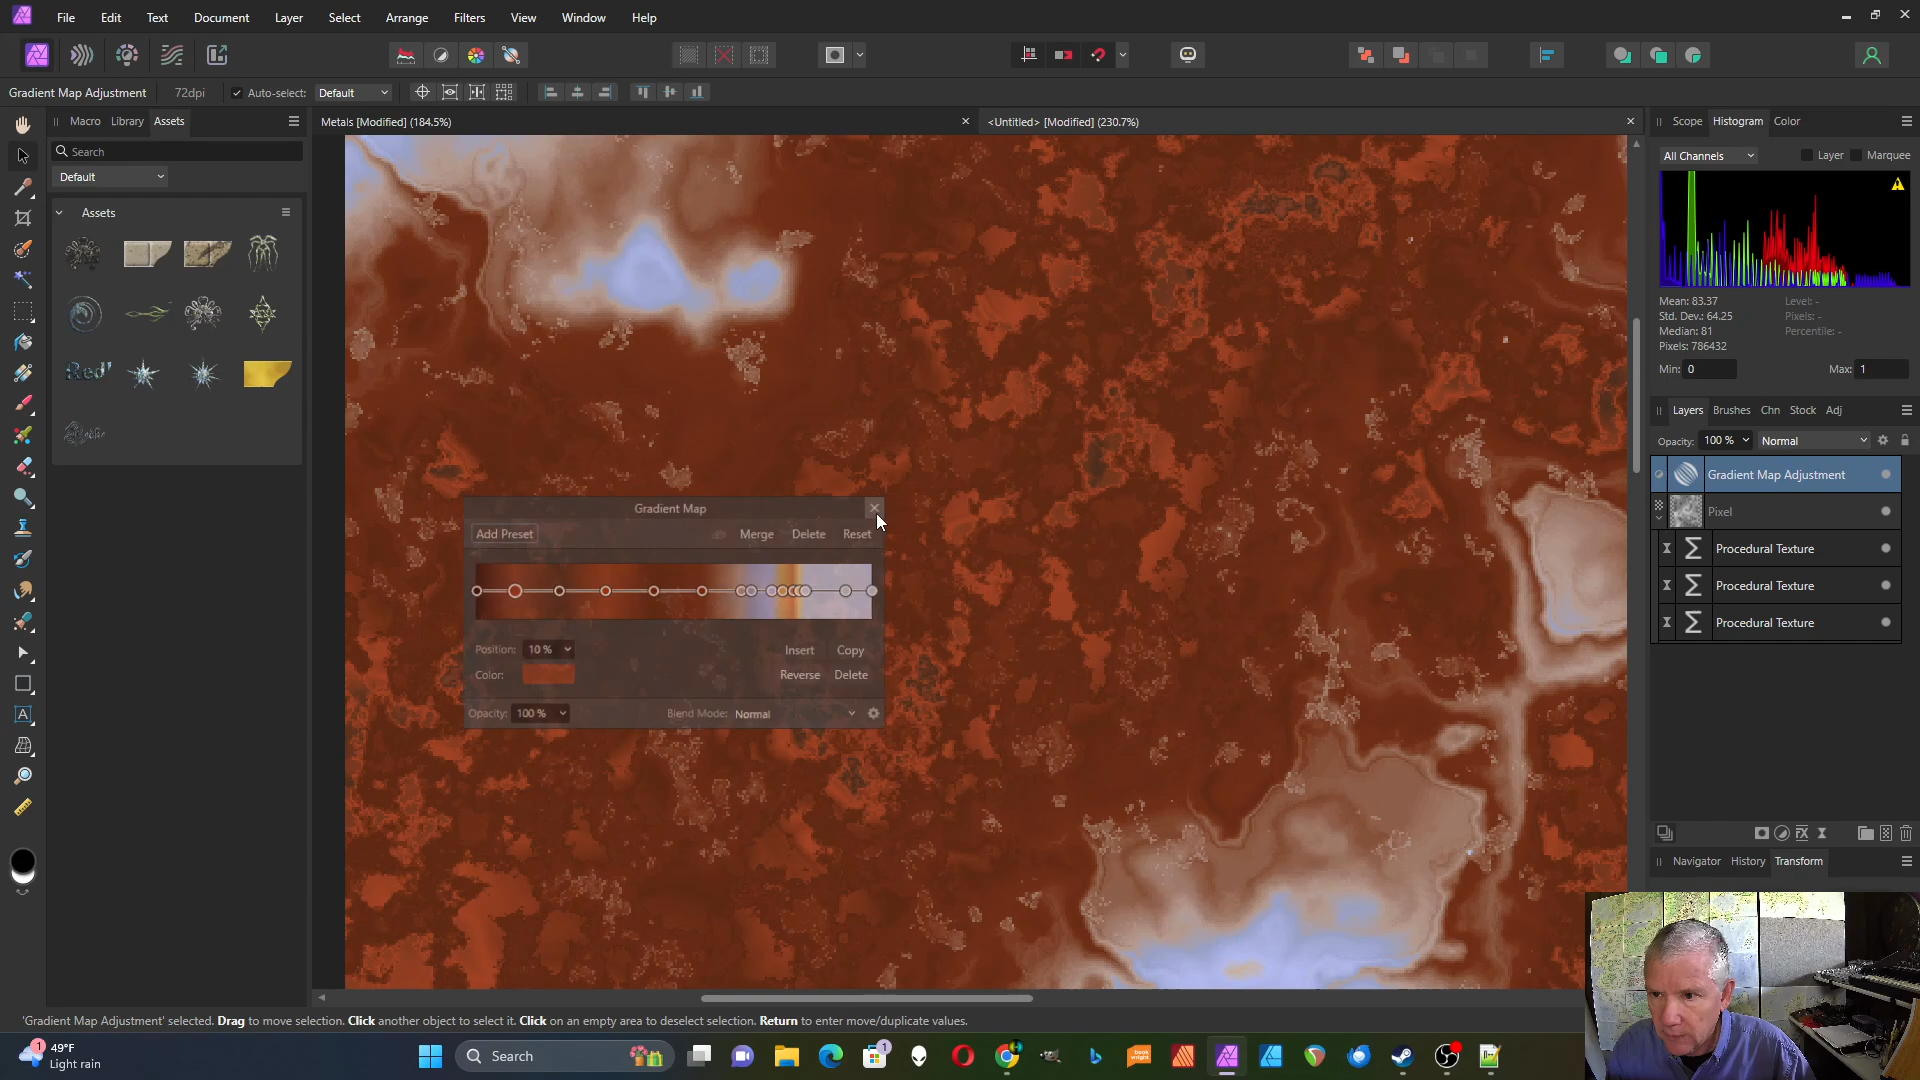 File Edit Text Document Layer Select Arrange Filters View Window Help
Gradient Map Adjustment 72dpi Auto-select: Default
Macro Library Assets
Search
Default
Assets
Red
Metals [Modified] (184.5%)
<Untitled> [Modified] (230.7%)
Gradient Map
Add Preset Merge Delete Reset
Position: 10 % Insert Copy
Color: Reverse Delete
Opacity: 100 % Blend Mode: Normal
Scope Histogram Color
All Channels Layer Marquee
Mean: 83.37 Level: -
Std. Dev.: 64.25 Pixels: -
Median: 81 Percentile: -
Pixels: 786432
Min: 0 Max: 1
Layers Brushes Chn Stock Adj
Opacity: 100 % Normal
Gradient Map Adjustment
Pixel
Procedural Texture
Procedural Texture
Procedural Texture
Navigator History Transform
'Gradient Map Adjustment' selected. Drag to move selection. Click another object to select it. Click on an empty area to deselect selection. Return to enter move/duplicate values.
1 49°F
Light rain
Search
1